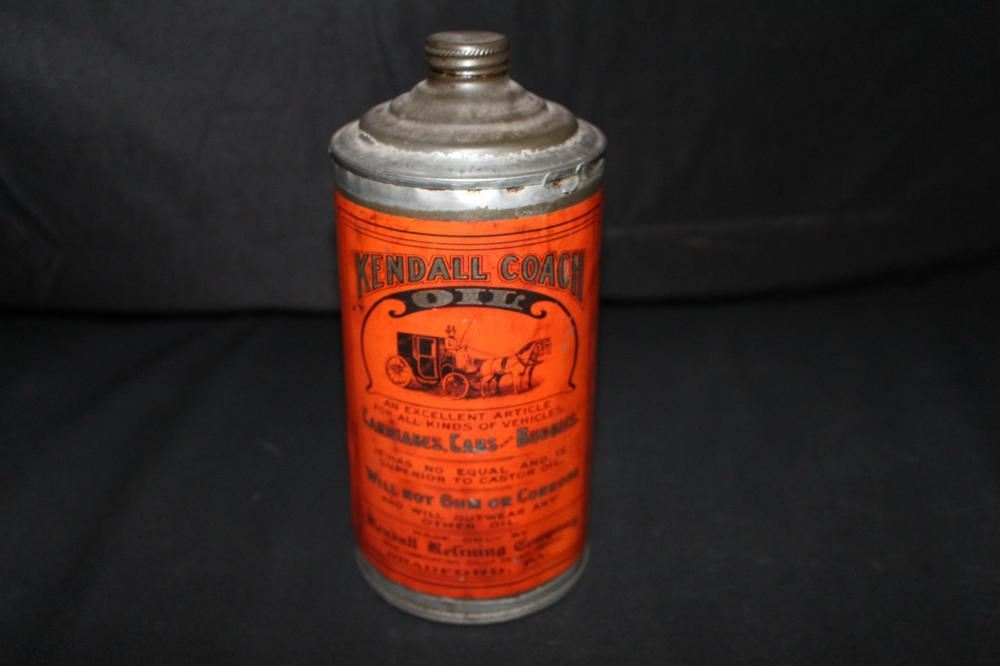 KENDALL COACH
OIL
AN EXCELLENT ARTICLE
FOR ALL KINDS OF VEHICLES,
CARRIAGES, CABS AND BUGGIES.
IT HAS NO EQUAL AND IS
SUPERIOR TO CASTOR OIL.
WILL NOT GUM OR CORRODE
AND WILL OUTWEAR ANY
OTHER OIL.
MADE ONLY BY
Kendall Refining Company
BRADFORD, PA.